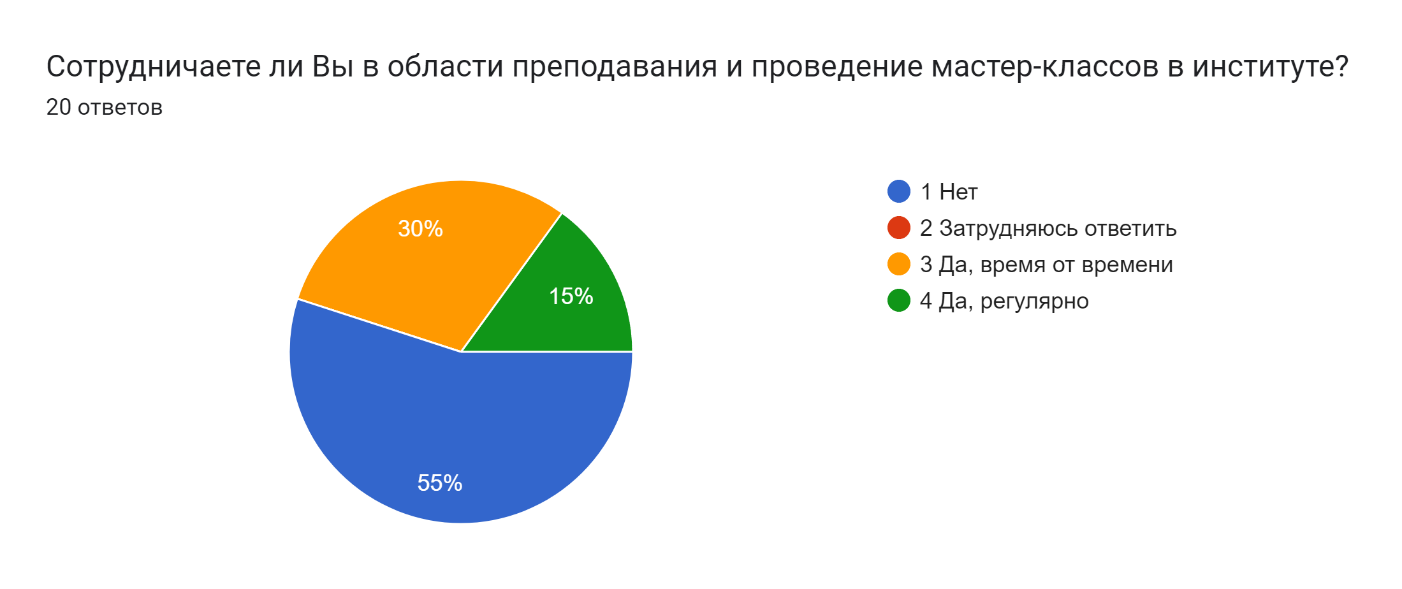 Сотрудничаете ли Вы в области преподавания и проведение мастер-классов в институте?
20 ответов
30%
15%
55%
1 Нет
2 Затрудняюсь ответить
3 Да, время от времени
4 Да, регулярно